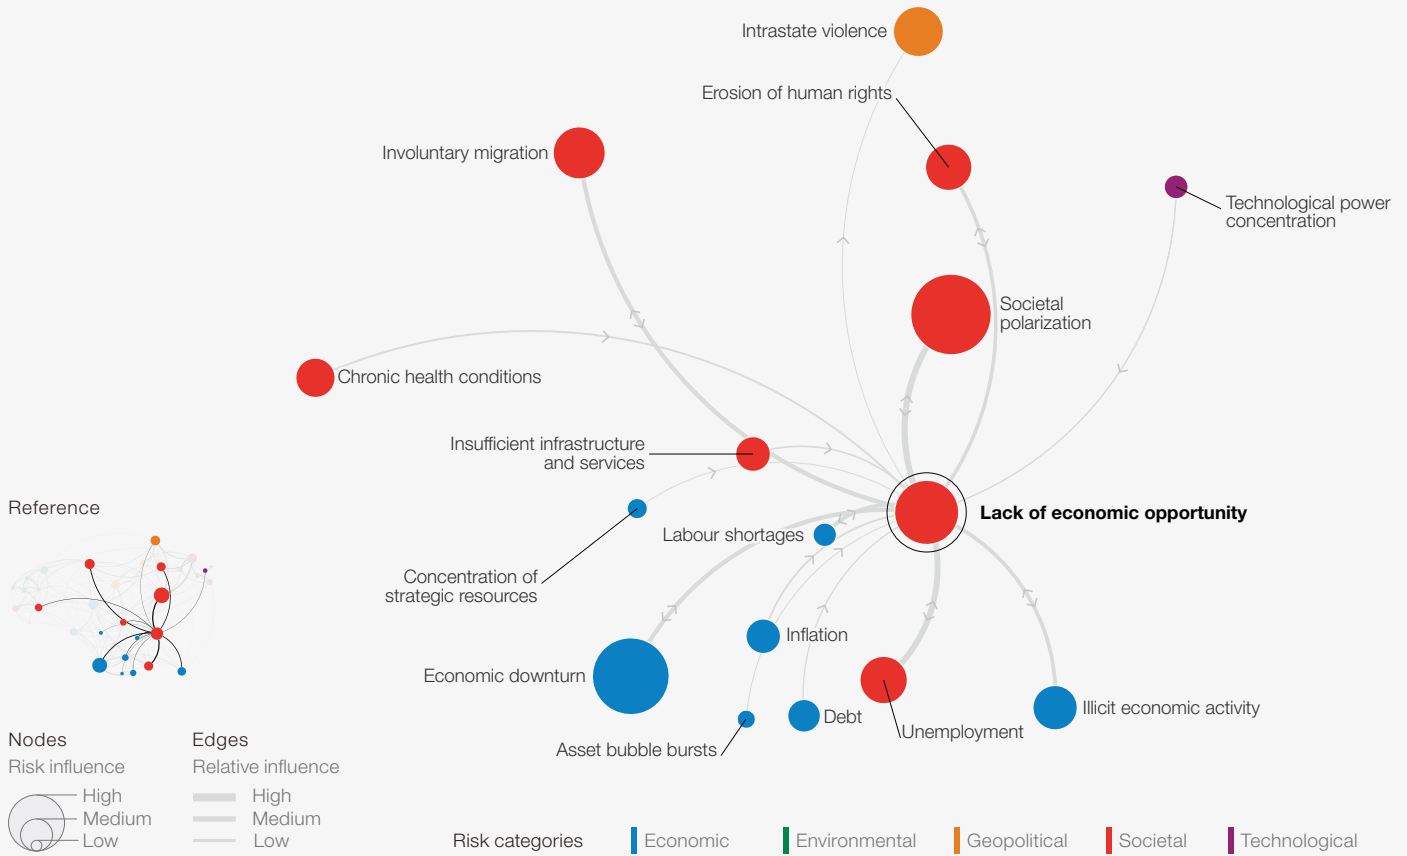 Intrastate violence
Erosion of human rights
Involuntary migration
Technological power
concentration
Societal
polarization
Chronic health conditions
Insufficient infrastructure
and services
Reference
Lack of economic opportunity
Labour shortages
Concentration of
strategic resources
Inflation
Economic downturn
Debt
Illicit economic activity
Unemployment
Asset bubble bursts
Nodes
Risk influence
High
Medium
Low
Edges
Relative influence
High
Medium
Low
Risk categories
Economic
Environmental
Geopolitical
Societal
Technological